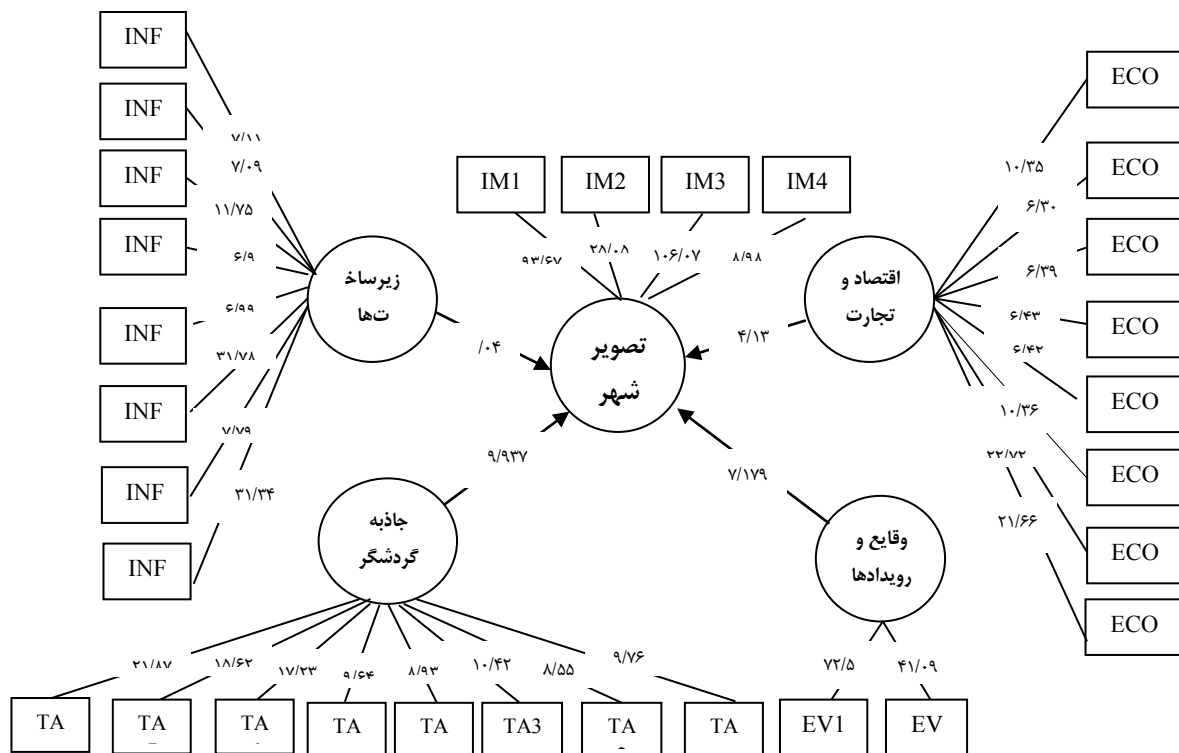 INF
INF
INF
INF
INF
INF
INF
INF
۷/۱۱
۷/۰۹
۱۱/۷۵
۶/۹
۶/۹۹
۳۱/۷۸
۷/۷۹
۳۱/۳۴
زیرساخ
ت‌ها
/۰۴
IM1 IM2 IM3 IM4
۹۳/۶۷ ۲۸/۰۸ ۱۰۶/۰۷ ۸/۹۸
تصویر
شهر
۴/۱۳
اقتصاد و
تجارت
۱۰/۳۵
۶/۳۰
۶/۳۹
۶/۴۳
۶/۴۲
۱۰/۳۶
۲۲/۷۲
۲۱/۶۶
ECO
ECO
ECO
ECO
ECO
ECO
ECO
ECO
۹/۹۳۷
۷/۱۷۹
جاذبه
گردشگر
وقایع و
رویدادها
۲۱/۸۷ ۱۸/۶۲ ۱۷/۲۳ ۹/۶۴ ۸/۹۳ ۱۰/۴۲ ۸/۵۵ ۹/۷۶
۷۲/۵ ۴۱/۰۹
TA TA TA TA TA TA3 TA TA EV1 EV